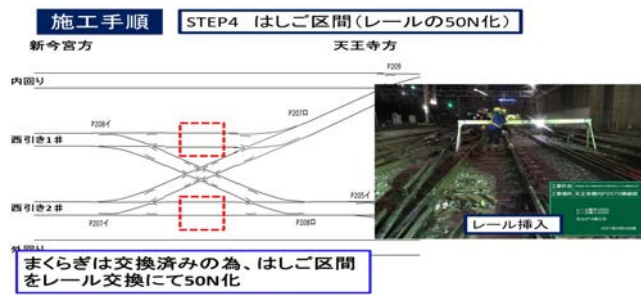 施工手順
STEP4 はしご区間(レールの50N化)
新今宮方
天王寺方
P209
内回り
P208イ
P207ロ
西引き1#
P205イ
西引き2#
P207イ
P208ロ
外回り
レール挿入
まくらぎは交換済みの為、はしご区間
をレール交換にて50N化